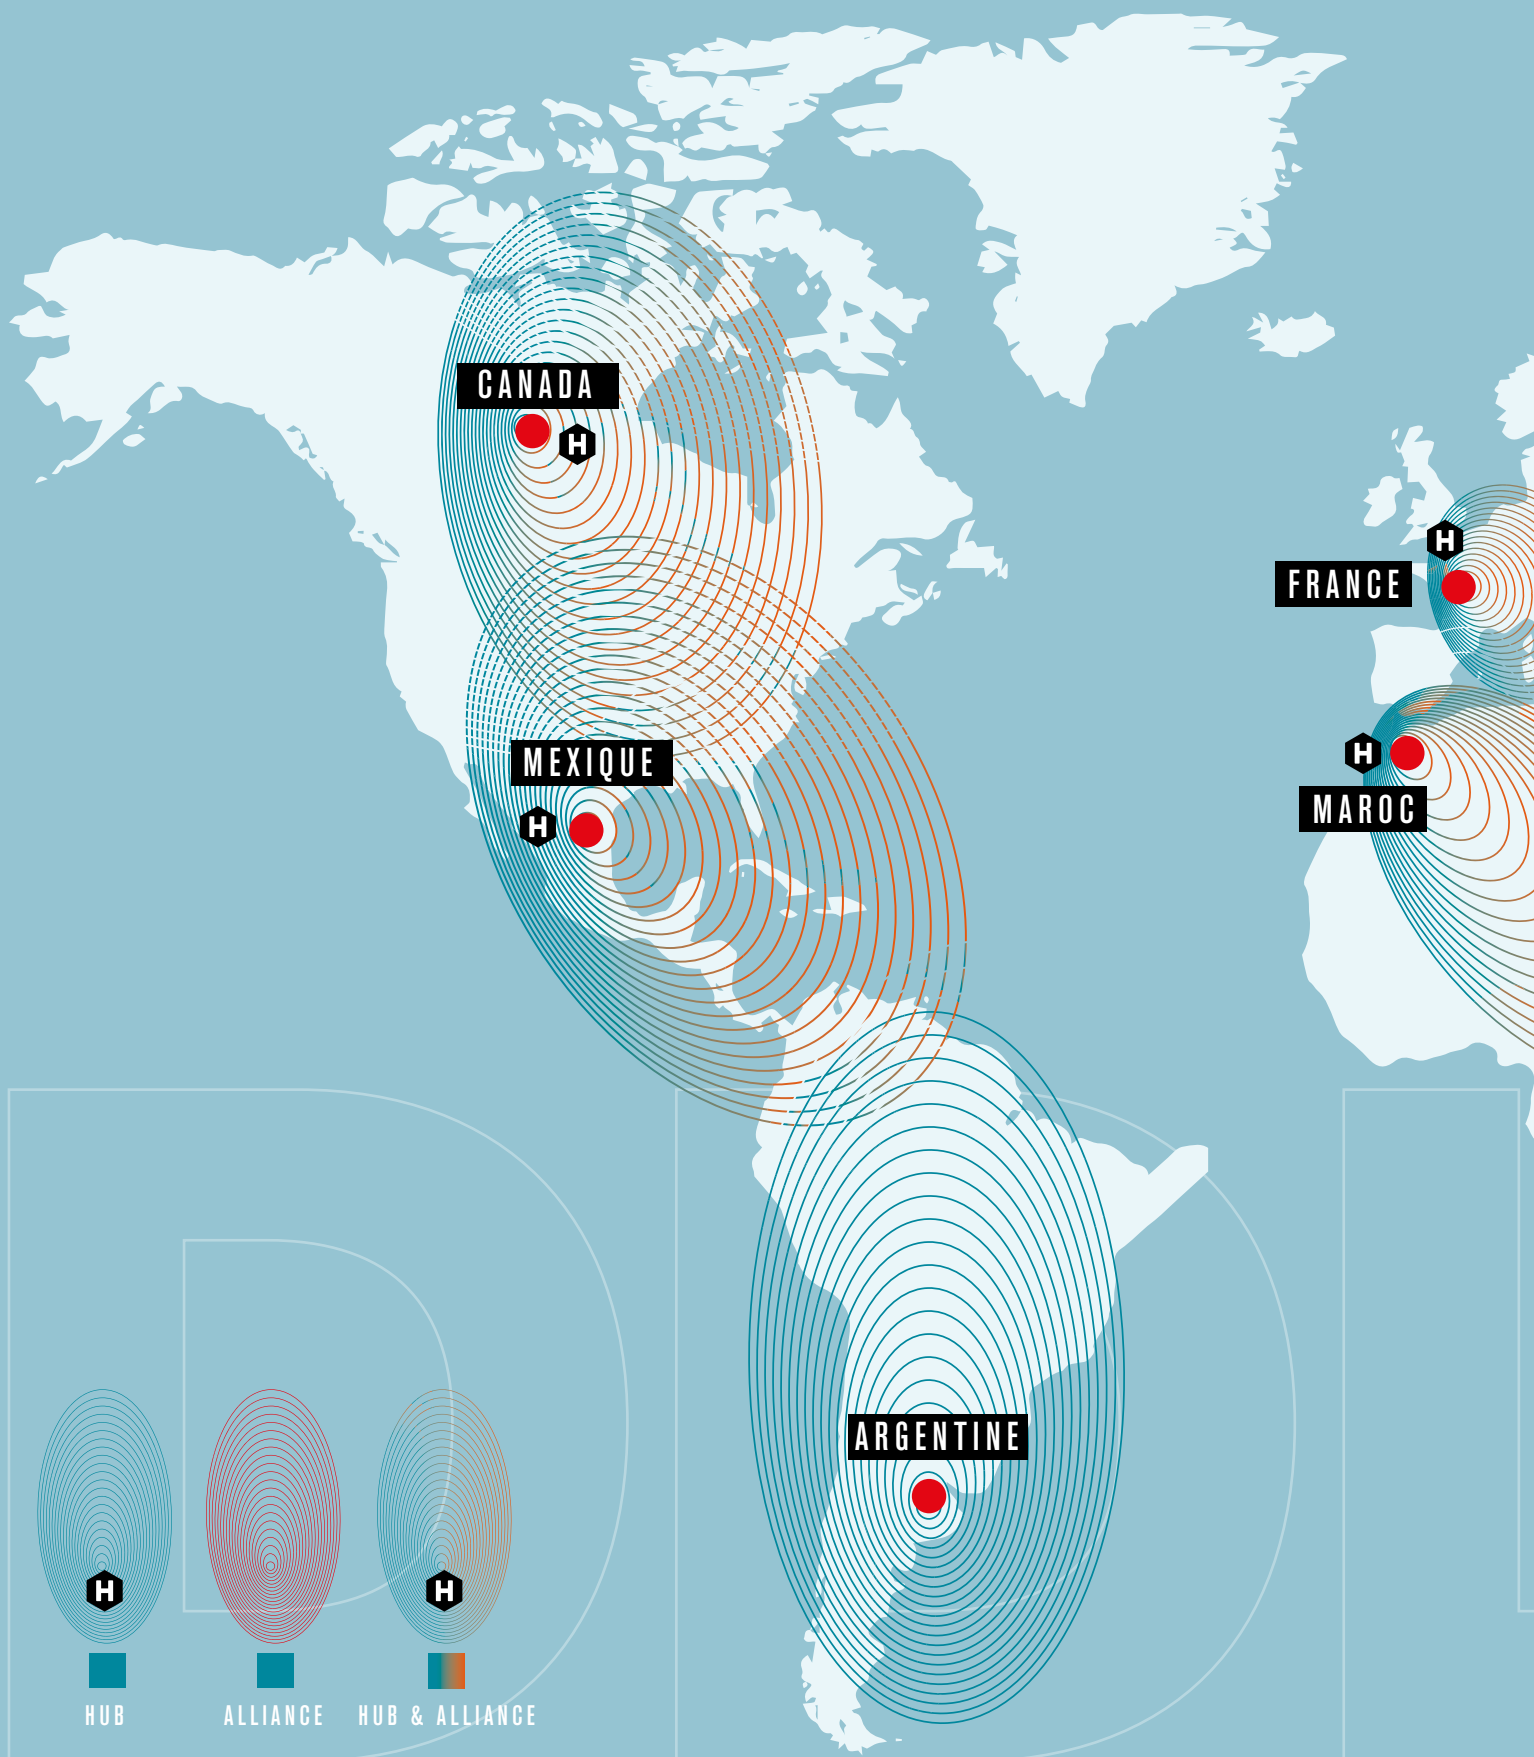 CANADA
H
FRANCE
H
MEXIQUE
H
MAROC
H
ARGENTINE
H
H
HUB
ALLIANCE
HUB & ALLIANCE